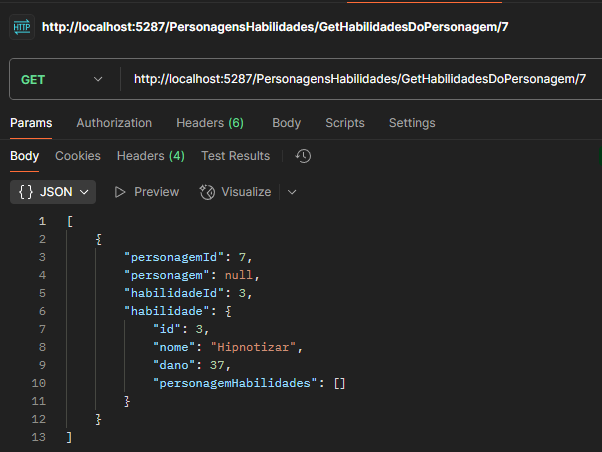 HTTP http://localhost:5287/PersonagensHabilidades/GetHabilidadesDoPersonagem/7
GET http://localhost:5287/PersonagensHabilidades/GetHabilidadesDoPersonagem/7
Params Authorization Headers (6) Body Scripts Settings
Body Cookies Headers (4) Test Results
{} JSON Preview Visualize
1 [
2 {
3 "personagemId": 7,
4 "personagem": null,
5 "habilidadeId": 3,
6 "habilidade": {
7 "id": 3,
8 "nome": "Hipnotizar",
9 "dano": 37,
10 "personagemHabilidades": []
11 }
12 }
13 ]